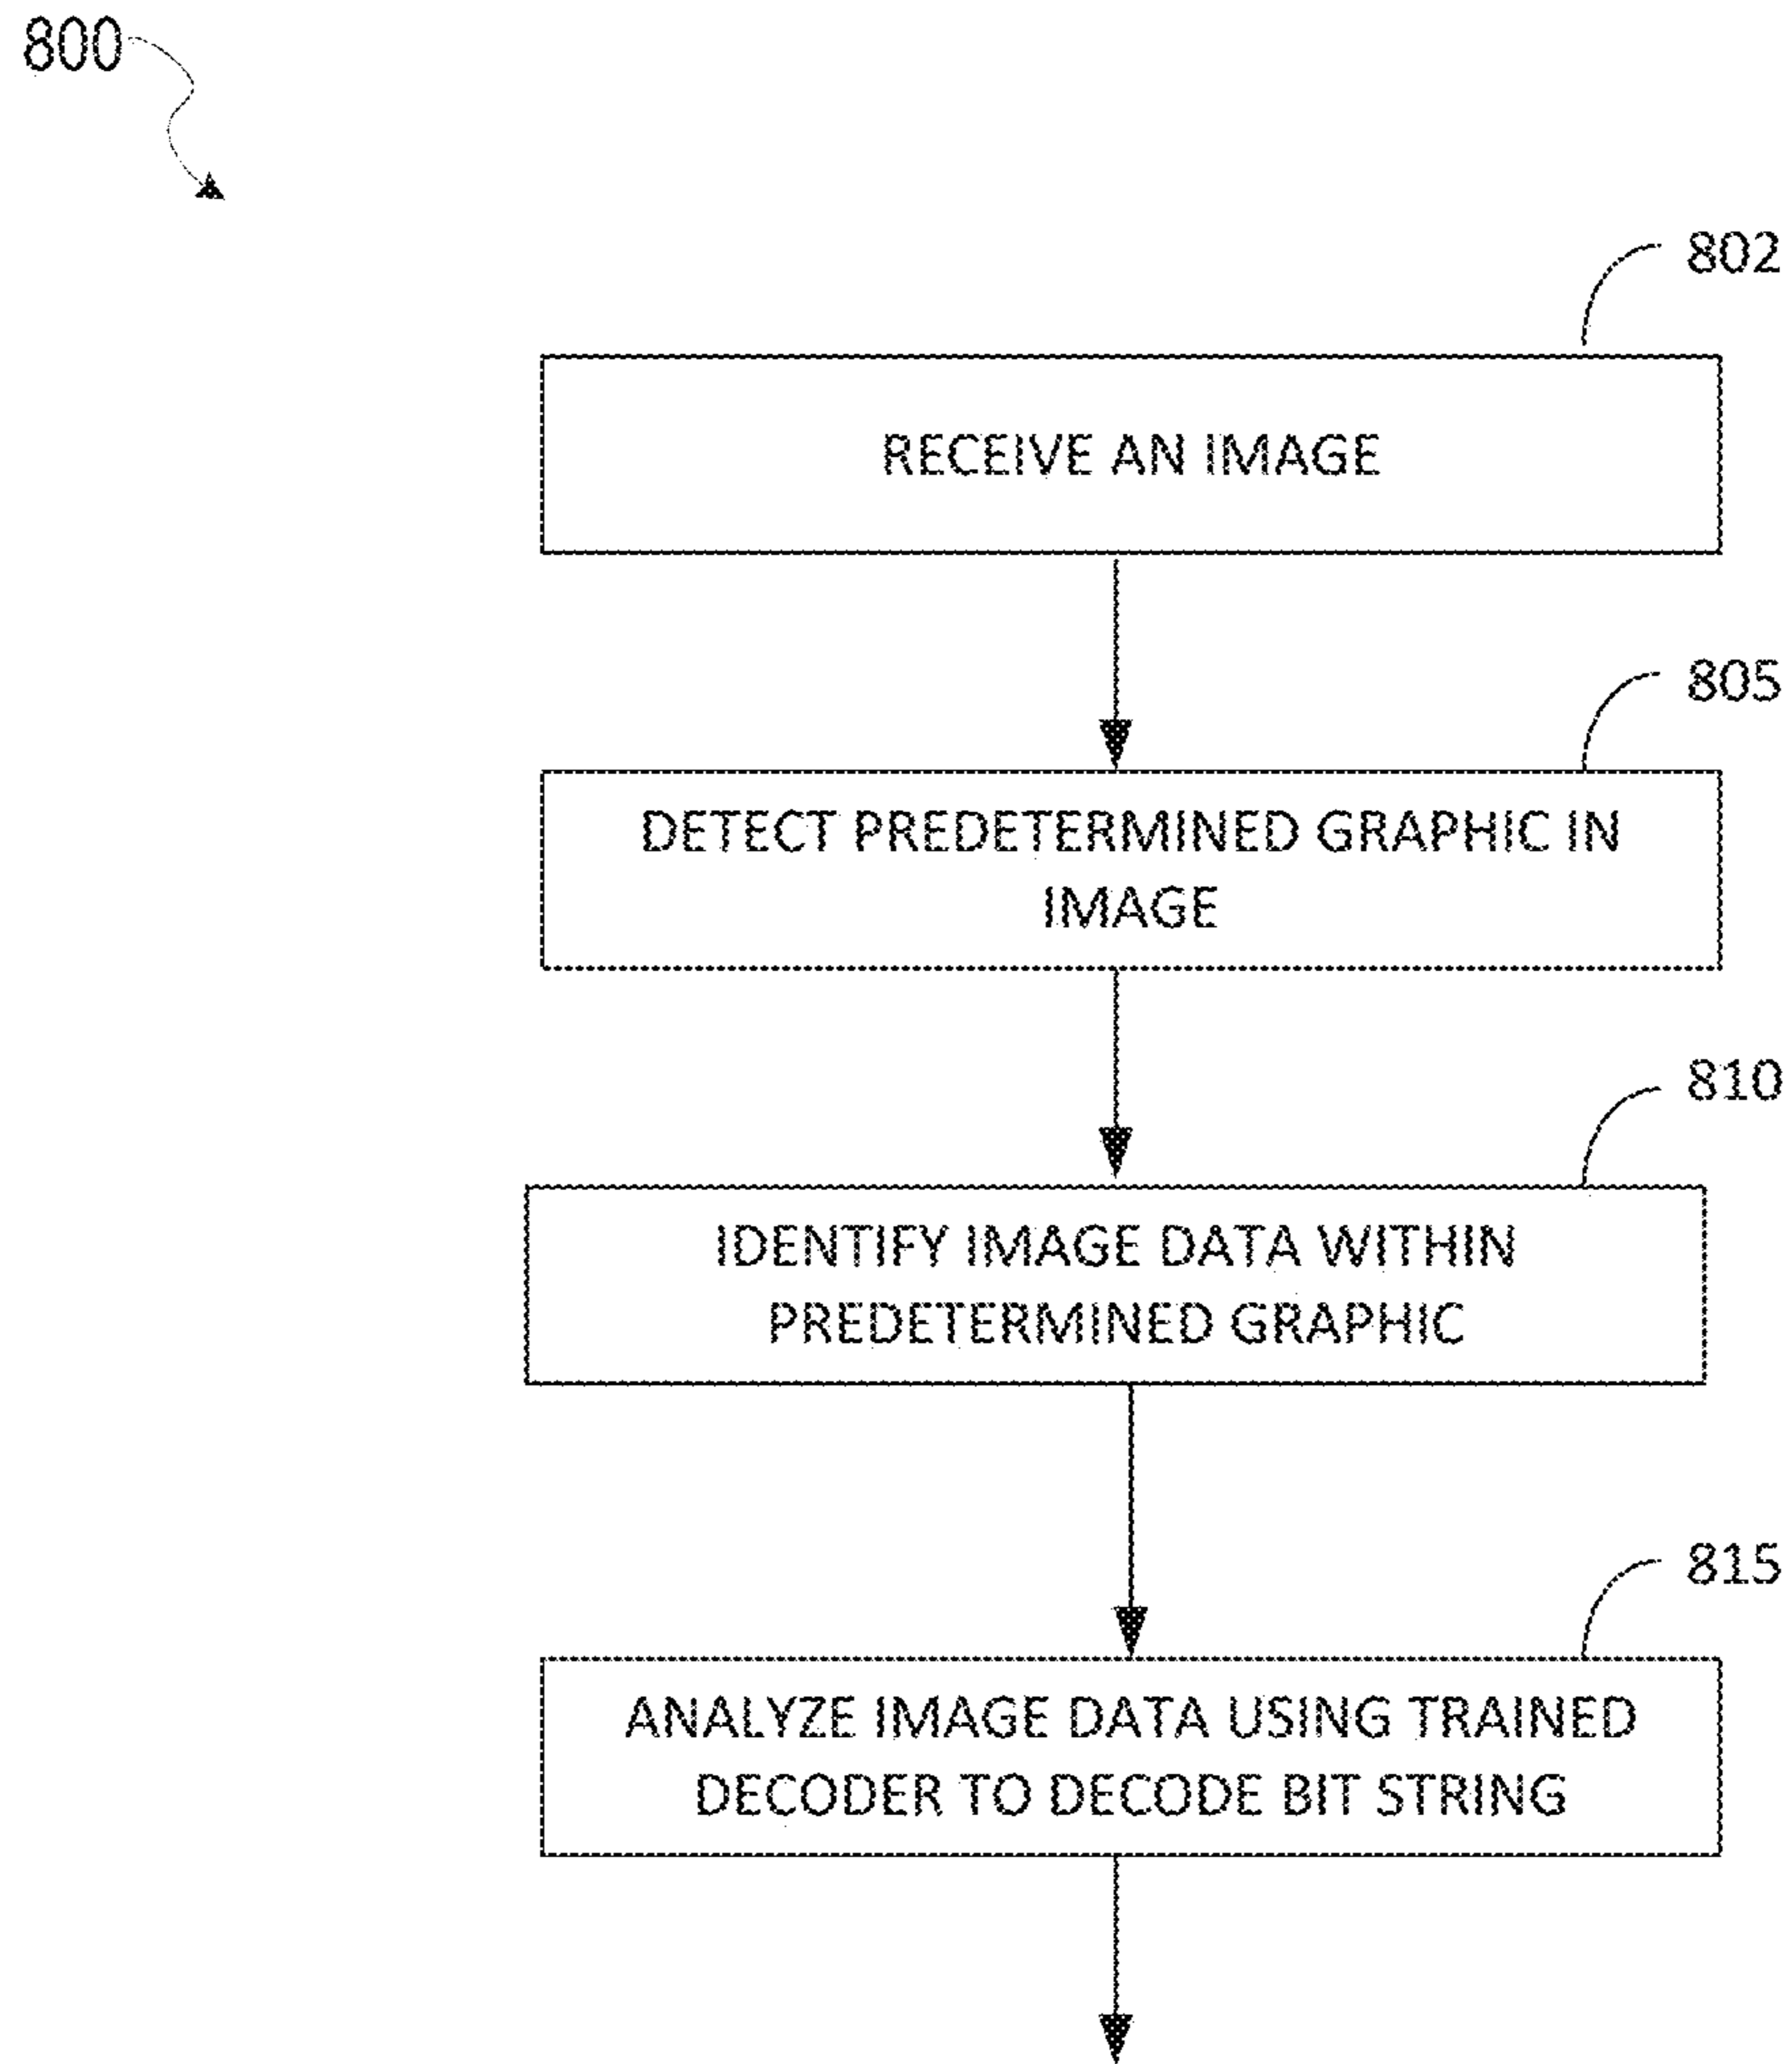 800
802
RECEIVE AN IMAGE
805
DETECT PREDETERMINED GRAPHIC IN
IMAGE
810
IDENTIFY IMAGE DATA WITHIN
PREDETERMINED GRAPHIC
815
ANALYZE IMAGE DATA USING TRAINED
DECODER TO DECODE BIT STRING